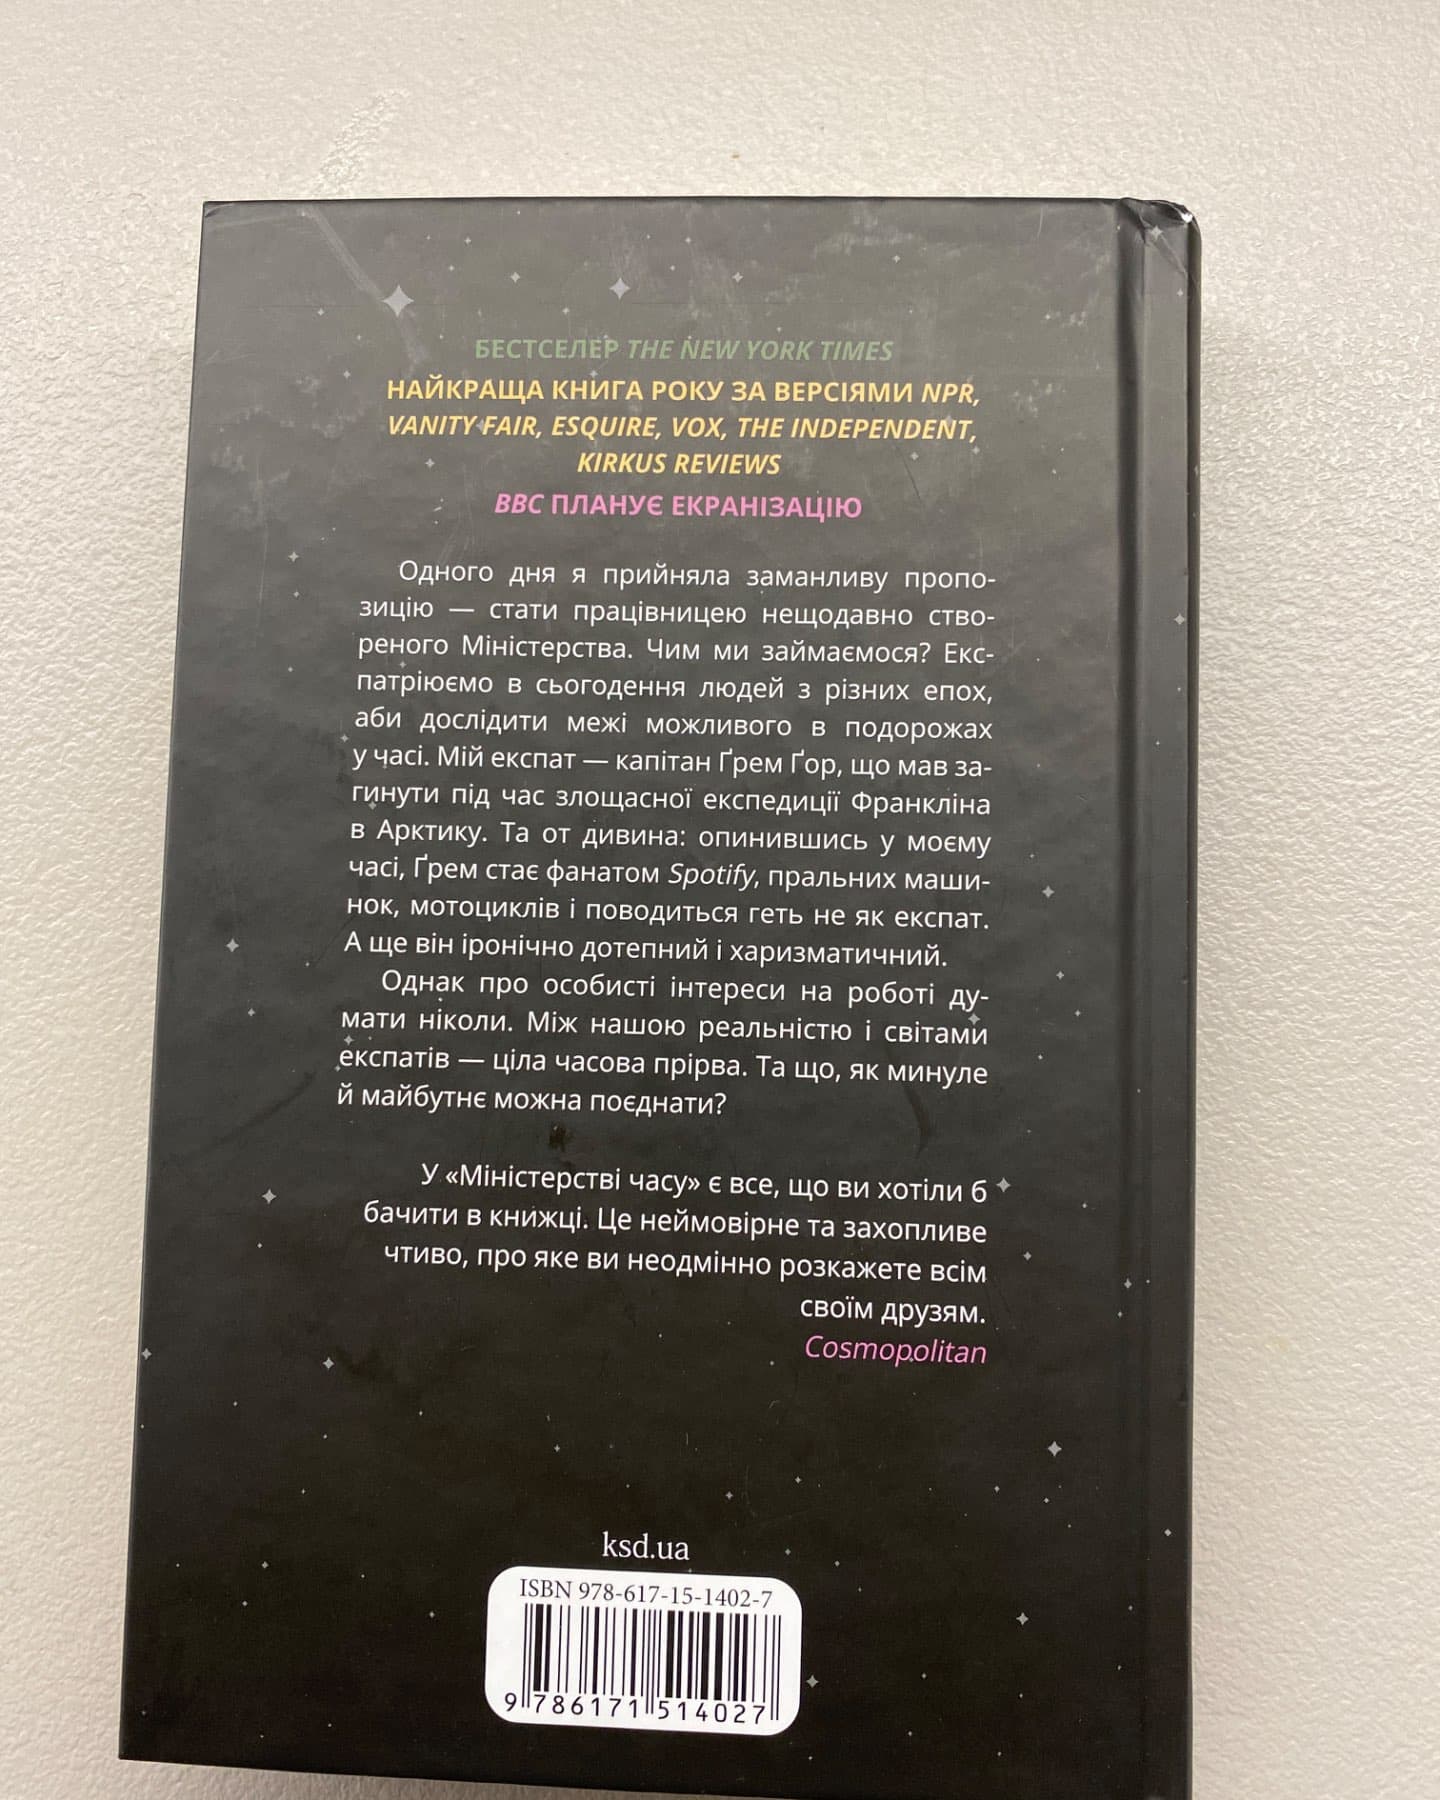 БЕСТСЕЛЕР THE NEW YORK TIMES
НАЙКРАЩА КНИГА РОКУ ЗА ВЕРСІЯМИ NPR,
VANITY FAIR, ESQUIRE, VOX, THE INDEPENDENT,
KIRKUS REVIEWS
BBC ПЛАНУЄ ЕКРАНІЗАЦІЮ
Одного дня я прийняла заманливу пропо-
зицію — стати працівницею нещодавно ство-
реного Міністерства. Чим ми займаємося? Екс-
патріюємо в сьогодення людей з різних епох,
аби дослідити межі можливого в подорожах
у часі. Мій експат — капітан Ґрем Ґор, що мав за-
гинути під час злощасної експедиції Франкліна
в Арктику. Та от дивина: опинившись у моєму
часі, Ґрем стає фанатом Spotify, пральних маши-
нок, мотоциклів і поводиться геть не як експат.
А ще він іронічно дотепний і харизматичний.
Однак про особисті інтереси на роботі ду-
мати ніколи. Між нашою реальністю і світами
експатів — ціла часова прірва. Та що, як минуле
й майбутнє можна поєднати?
У «Міністерстві часу» є все, що ви хотіли б
бачити в книжці. Це неймовірне та захопливе
чтиво, про яке ви неодмінно розкажете всім
своїм друзям.
Cosmopolitan
ksd.ua
ISBN 978-617-15-1402-7
9 786171 514027